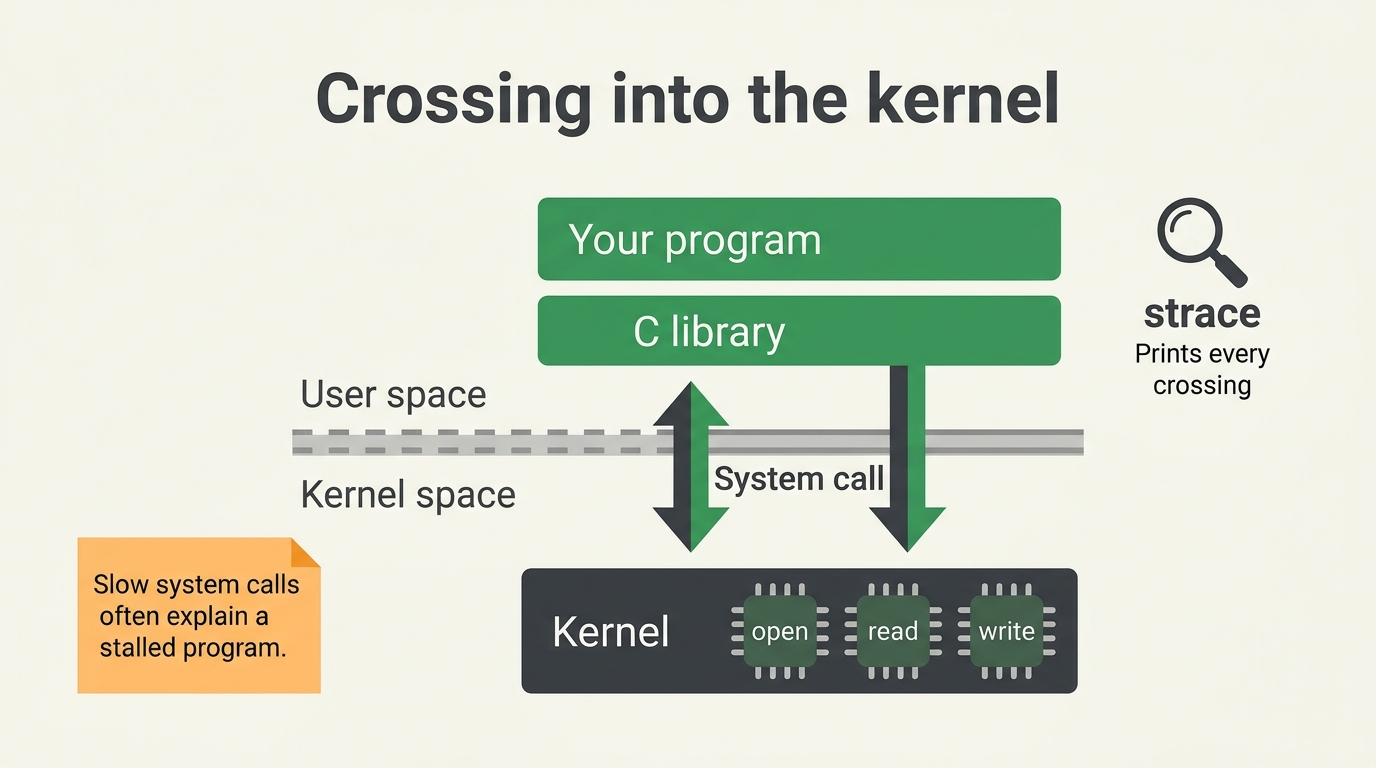 Crossing into the kernel
Your program
C library
strace
Prints every
crossing
User space
Kernel space
System call
Slow system calls
often explain a
stalled program.
Kernel
open
read
write